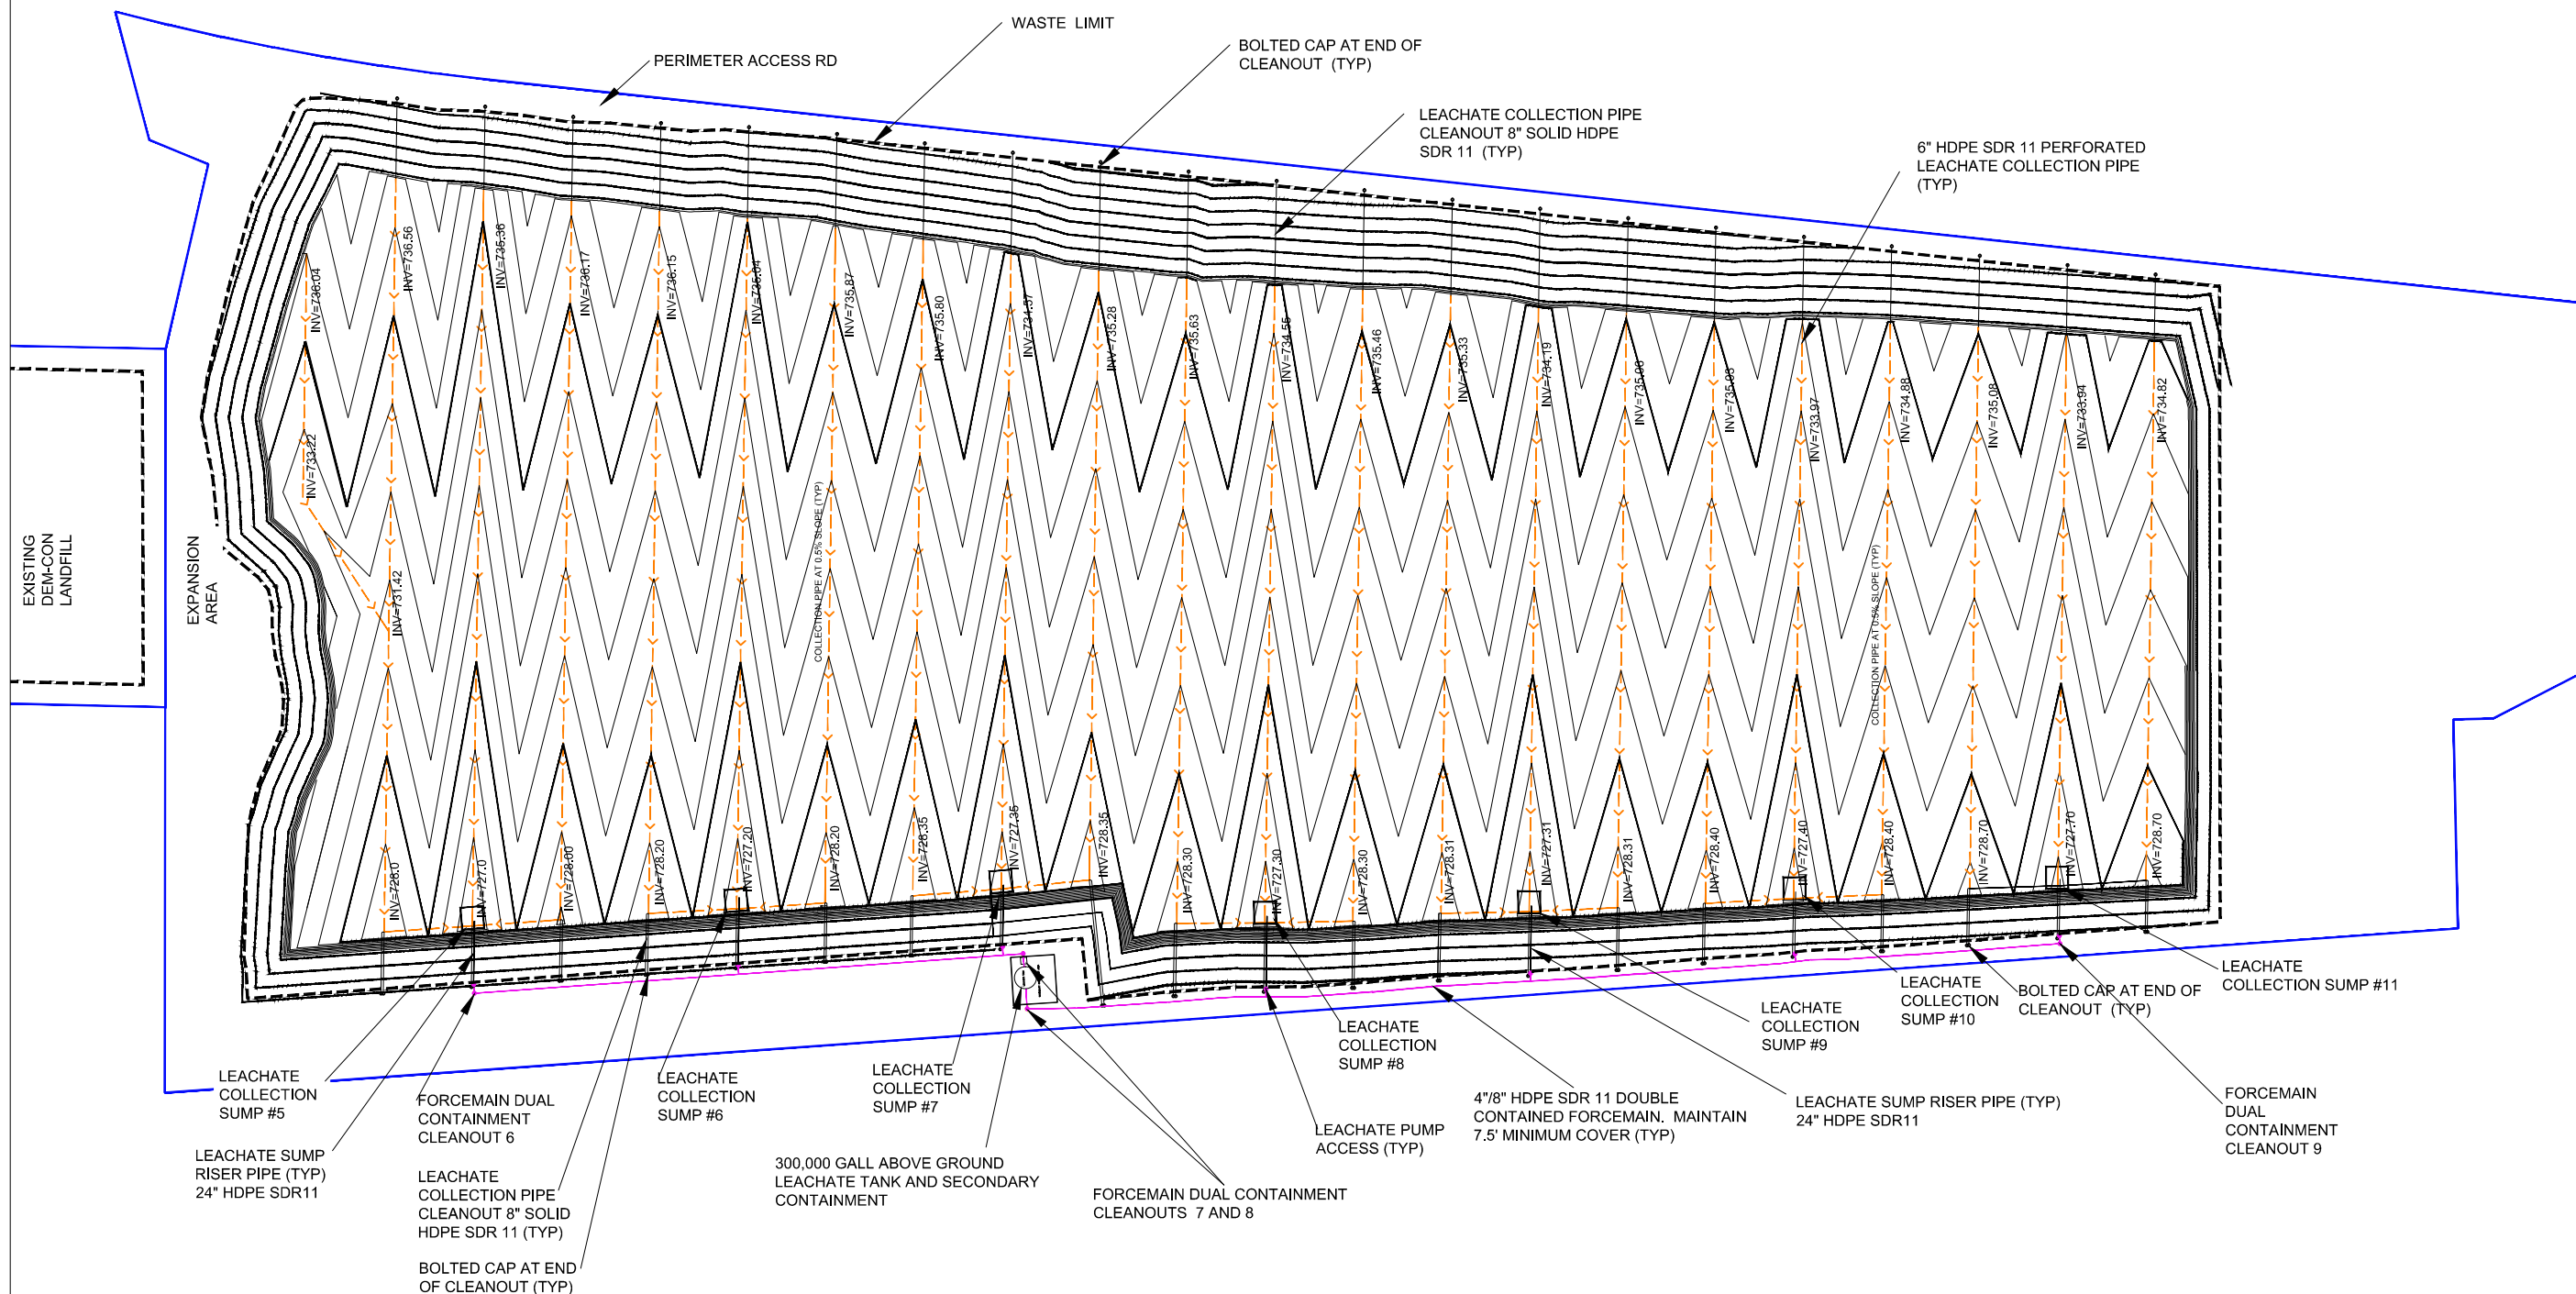 WASTE LIMIT
PERIMETER ACCESS RD
BOLTED CAP AT END OF
CLEANOUT (TYP)
LEACHATE COLLECTION PIPE
CLEANOUT 8" SOLID HDPE
SDR 11 (TYP)
6" HDPE SDR 11 PERFORATED
LEACHATE COLLECTION PIPE
(TYP)
INV=736.04
INV=736.56
INV=735.36
INV=736.17
INV=736.15
INV=735.04
INV=735.87
INV=735.80
INV=734.57
INV=735.28
INV=735.63
INV=734.55
INV=735.46
INV=735.33
INV=734.19
INV=735.06
INV=735.03
INV=733.97
INV=734.88
INV=735.08
INV=733.94
INV=734.82
INV=733.22
INV=731.42
COLLECTION PIPE AT 0.5% SLOPE (TYP)
COLLECTION PIPE AT 0.5% SLOPE (TYP)
EXISTING
DEM-CON
LANDFILL
EXPANSION
AREA
INV=728.0
INV=727.0
INV=728.00
INV=728.20
INV=727.20
INV=728.20
INV=728.35
INV=727.35
INV=728.35
INV=728.30
INV=727.30
INV=728.30
INV=728.31
INV=727.31
INV=728.31
INV=728.40
INV=727.40
INV=728.40
INV=728.70
INV=727.70
INV=728.70
LEACHATE
COLLECTION
SUMP #5
LEACHATE SUMP
RISER PIPE (TYP)
24" HDPE SDR11
FORCEMAIN DUAL
CONTAINMENT
CLEANOUT 6
LEACHATE
COLLECTION PIPE
CLEANOUT 8" SOLID
HDPE SDR 11 (TYP)
BOLTED CAP AT END
OF CLEANOUT (TYP)
LEACHATE
COLLECTION
SUMP #6
LEACHATE
COLLECTION
SUMP #7
300,000 GALL ABOVE GROUND
LEACHATE TANK AND SECONDARY
CONTAINMENT
FORCEMAIN DUAL CONTAINMENT
CLEANOUTS 7 AND 8
LEACHATE
COLLECTION
SUMP #8
LEACHATE PUMP
ACCESS (TYP)
4"/8" HDPE SDR 11 DOUBLE
CONTAINED FORCEMAIN. MAINTAIN
7.5' MINIMUM COVER (TYP)
LEACHATE
COLLECTION
SUMP #9
LEACHATE SUMP RISER PIPE (TYP)
24" HDPE SDR11
LEACHATE
COLLECTION
SUMP #10
BOLTED CAP AT END OF
CLEANOUT (TYP)
LEACHATE
COLLECTION SUMP #11
FORCEMAIN
DUAL
CONTAINMENT
CLEANOUT 9